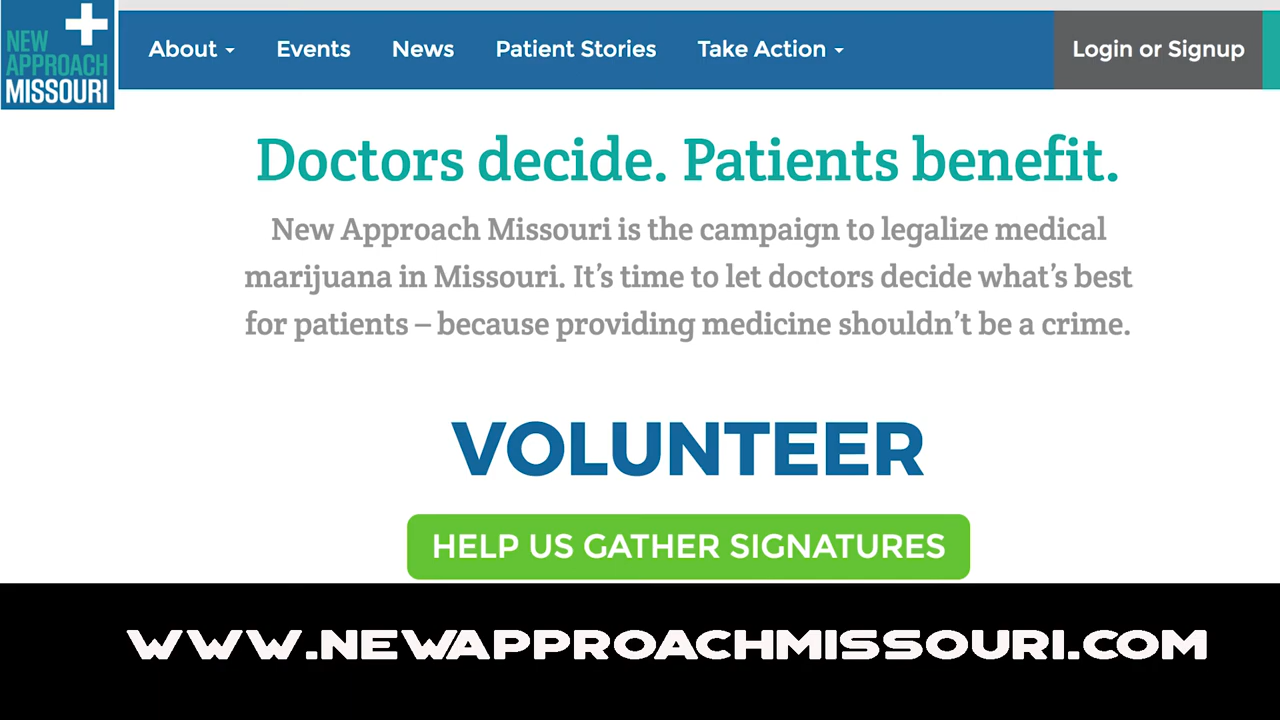 NEW
APPROACH
MISSOURI
About
Events
News
Patient Stories
Take Action
Login or Signup
Doctors decide. Patients benefit.
New Approach Missouri is the campaign to legalize medical
marijuana in Missouri. It’s time to let doctors decide what’s best
for patients – because providing medicine shouldn’t be a crime.
VOLUNTEER
HELP US GATHER SIGNATURES
WWW.NEWAPPROACHMISSOURI.COM